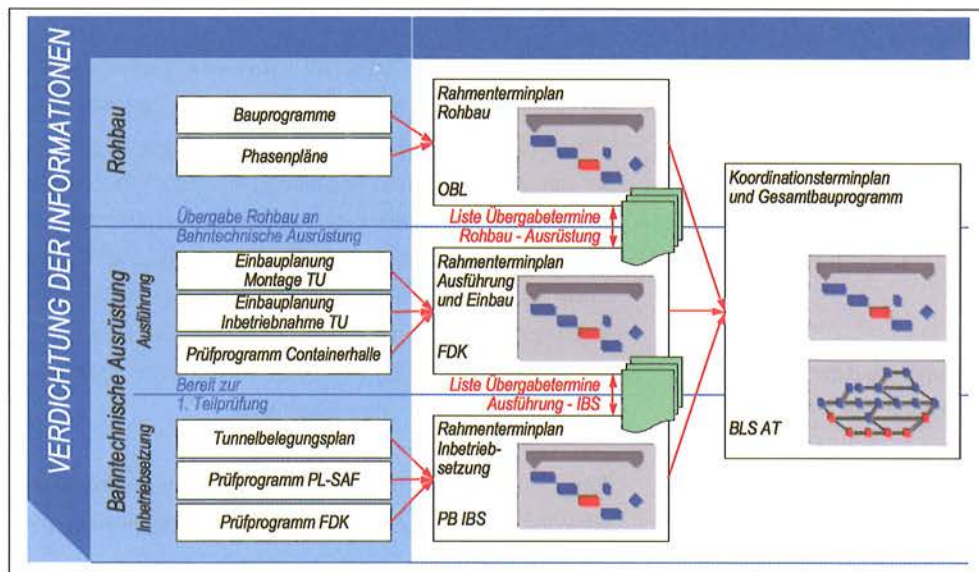 VERDICHTUNG DER INFORMATIONEN
Rohbau
Bauprogramme
Phasenpläne
Rahmenterminplan
Rohbau
OBL
Übergabe Rohbau an
Bahntechnische Ausrüstung
Liste Übergabetermine
Rohbau - Ausrüstung
Koordinationsterminplan
und Gesamtbauprogramm
BLS AT
Bahntechnische Ausrüstung
Ausführung
Einbauplanung
Montage TU
Einbauplanung
Inbetriebnahme TU
Prüfprogramm Containerhalle
Rahmenterminplan
Ausführung
und Einbau
FDK
Bereit zur
1. Teilprüfung
Liste Übergabetermine
Ausführung - IBS
Inbetriebsetzung
Tunnelbelegungsplan
Prüfprogramm PL-SAF
Prüfprogramm FDK
Rahmenterminplan
Inbetrieb-
setzung
PB IBS